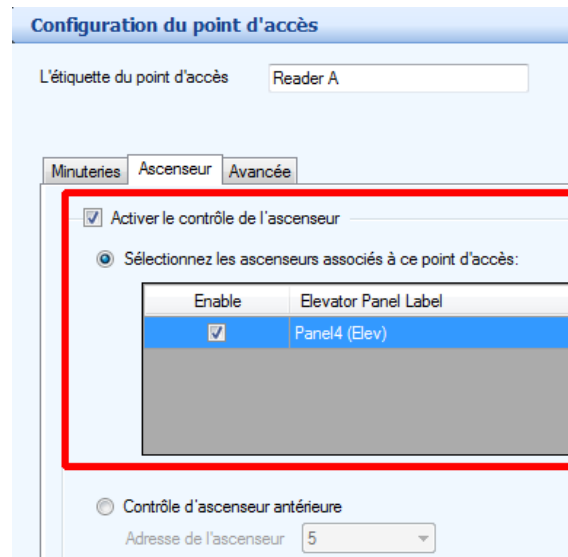 Configuration du point d'accès
L'étiquette du point d'accès Reader A
Minuteries Ascenseur Avancée
Activer le contrôle de l'ascenseur
Sélectionnez les ascenseurs associés à ce point d'accès:
Enable Elevator Panel Label
Panel4 (Elev)
Contrôle d'ascenseur antérieure
Adresse de l'ascenseur 5